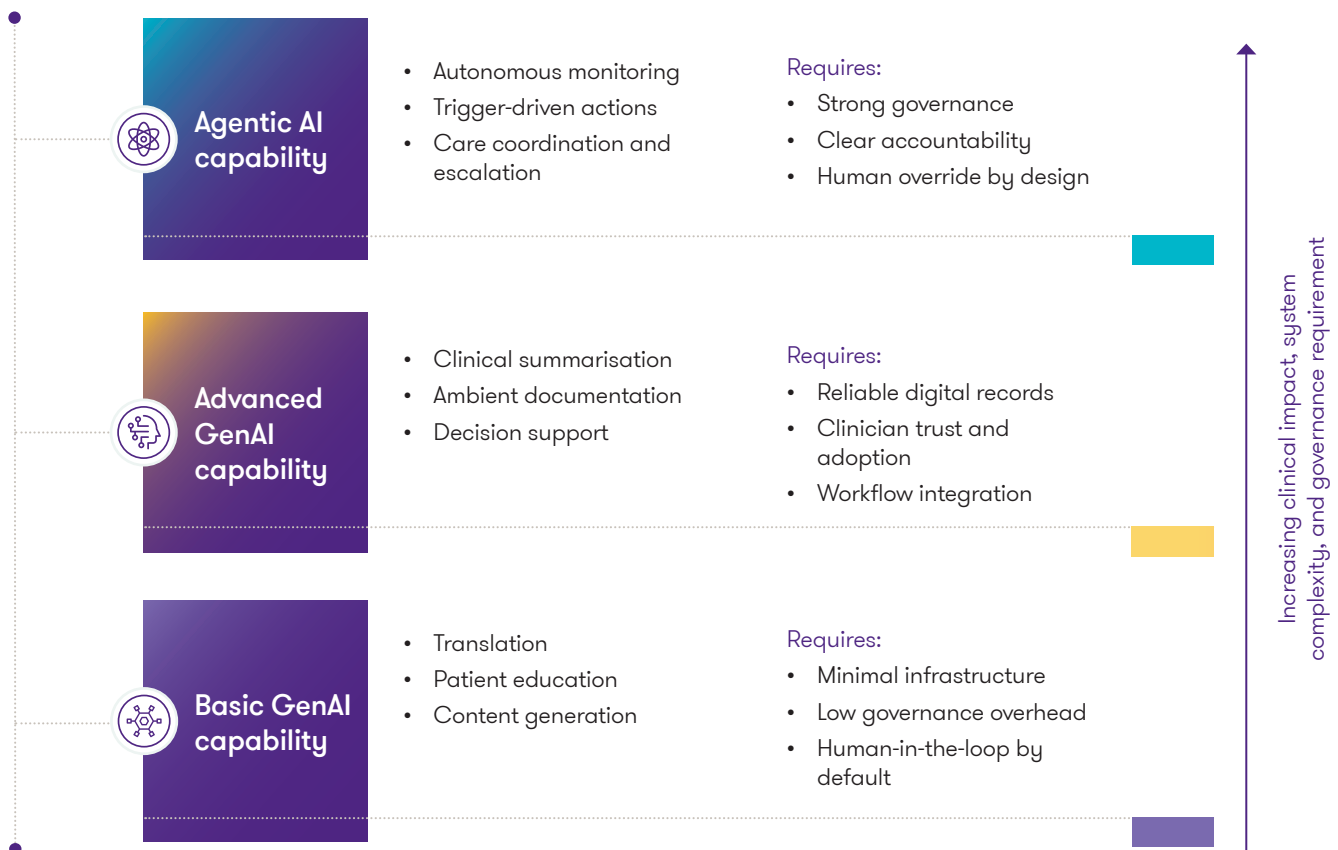 Agentic AI
capability
• Autonomous monitoring
• Trigger-driven actions
• Care coordination and
escalation
Requires:
• Strong governance
• Clear accountability
• Human override by design
Advanced
GenAI
capability
• Clinical summarisation
• Ambient documentation
• Decision support
Requires:
• Reliable digital records
• Clinician trust and
adoption
• Workflow integration
Basic GenAI
capability
• Translation
• Patient education
• Content generation
Requires:
• Minimal infrastructure
• Low governance overhead
• Human-in-the-loop by
default
Increasing clinical impact, system
complexity, and governance requirement